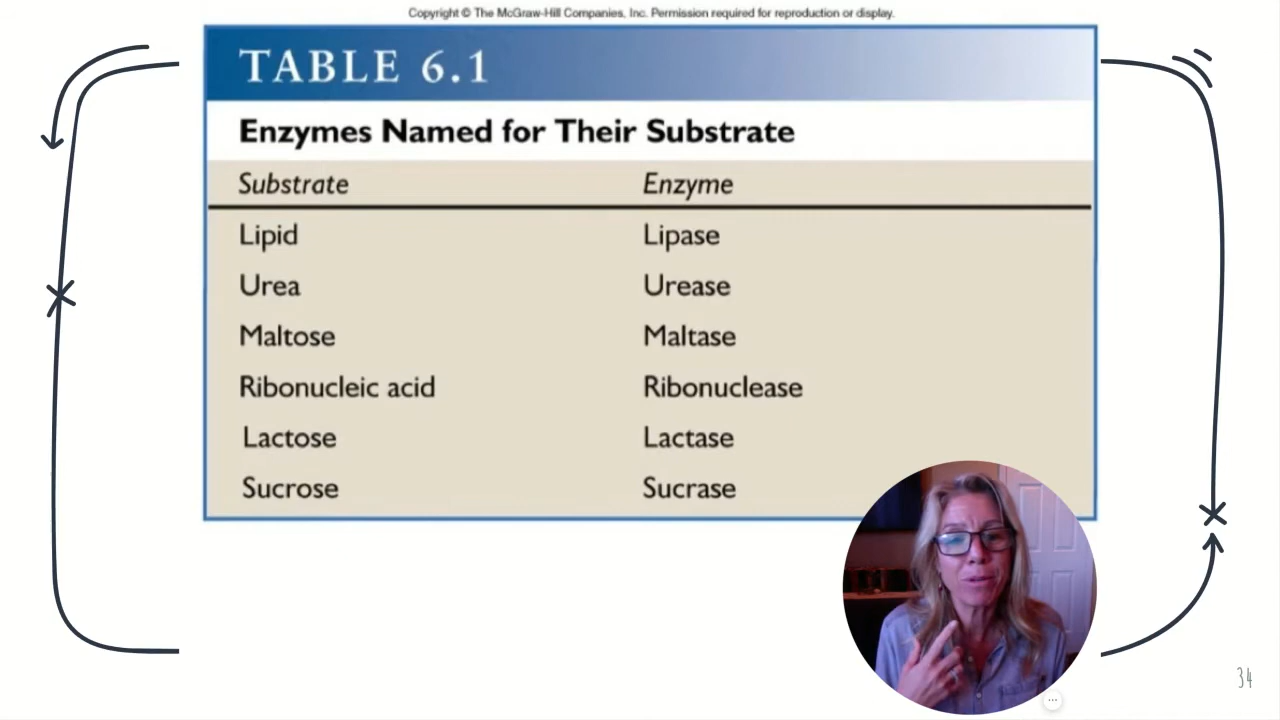 Copyright © The McGraw-Hill Companies, Inc. Permission required for reproduction or display.
TABLE 6.1
Enzymes Named for Their Substrate
Substrate Enzyme
Lipid Lipase
Urea Urease
Maltose Maltase
Ribonucleic acid Ribonuclease
Lactose Lactase
Sucrose Sucrase
34